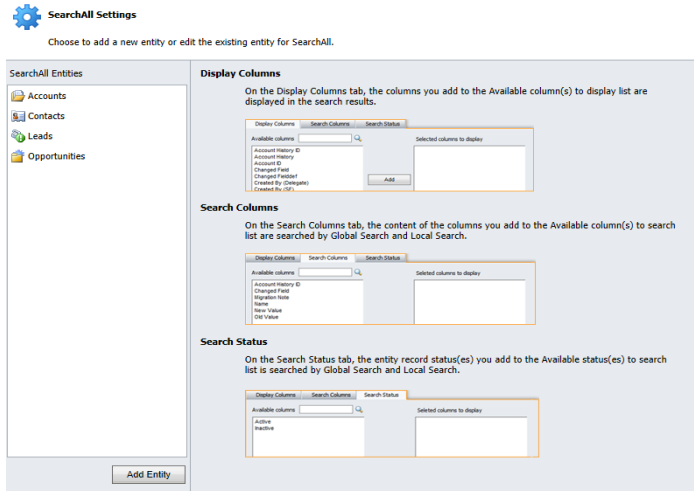 SearchAll Settings
Choose to add a new entity or edit the existing entity for SearchAll.
SearchAll Entities
Accounts
Contacts
Leads
Opportunities
Add Entity
Display Columns
On the Display Columns tab, the columns you add to the Available column(s) to display list are
displayed in the search results.
Display Columns Search Columns Search Status
Available columns Selected columns to display
Account History ID
Account History
Account ID
Changed Field
Changed Fielddef
Created By (Delegate)
Created By (SF)
Add
Search Columns
On the Search Columns tab, the content of the columns you add to the Available column(s) to search
list are searched by Global Search and Local Search.
Display Columns Search Columns Search Status
Available columns Seleted columns to display
Account History ID
Changed Field
Migration Note
Name
New Value
Old Value
Search Status
On the Search Status tab, the entity record status(es) you add to the Available status(es) to search
list is searched by Global Search and Local Search.
Display Columns Search Columns Search Status
Available columns Seleted columns to display
Active
Inactive